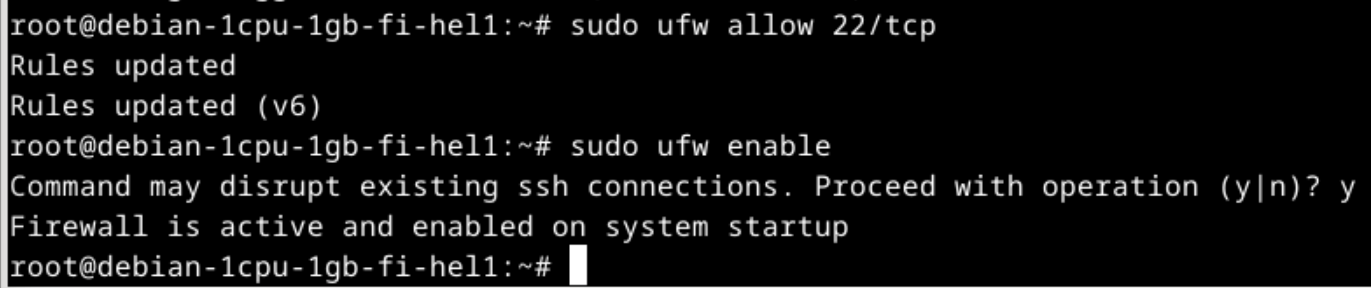 root@debian-1cpu-1gb-fi-hel1:~# sudo ufw allow 22/tcp
Rules updated
Rules updated (v6)
root@debian-1cpu-1gb-fi-hel1:~# sudo ufw enable
Command may disrupt existing ssh connections. Proceed with operation (y|n)? y
Firewall is active and enabled on system startup
root@debian-1cpu-1gb-fi-hel1:~#